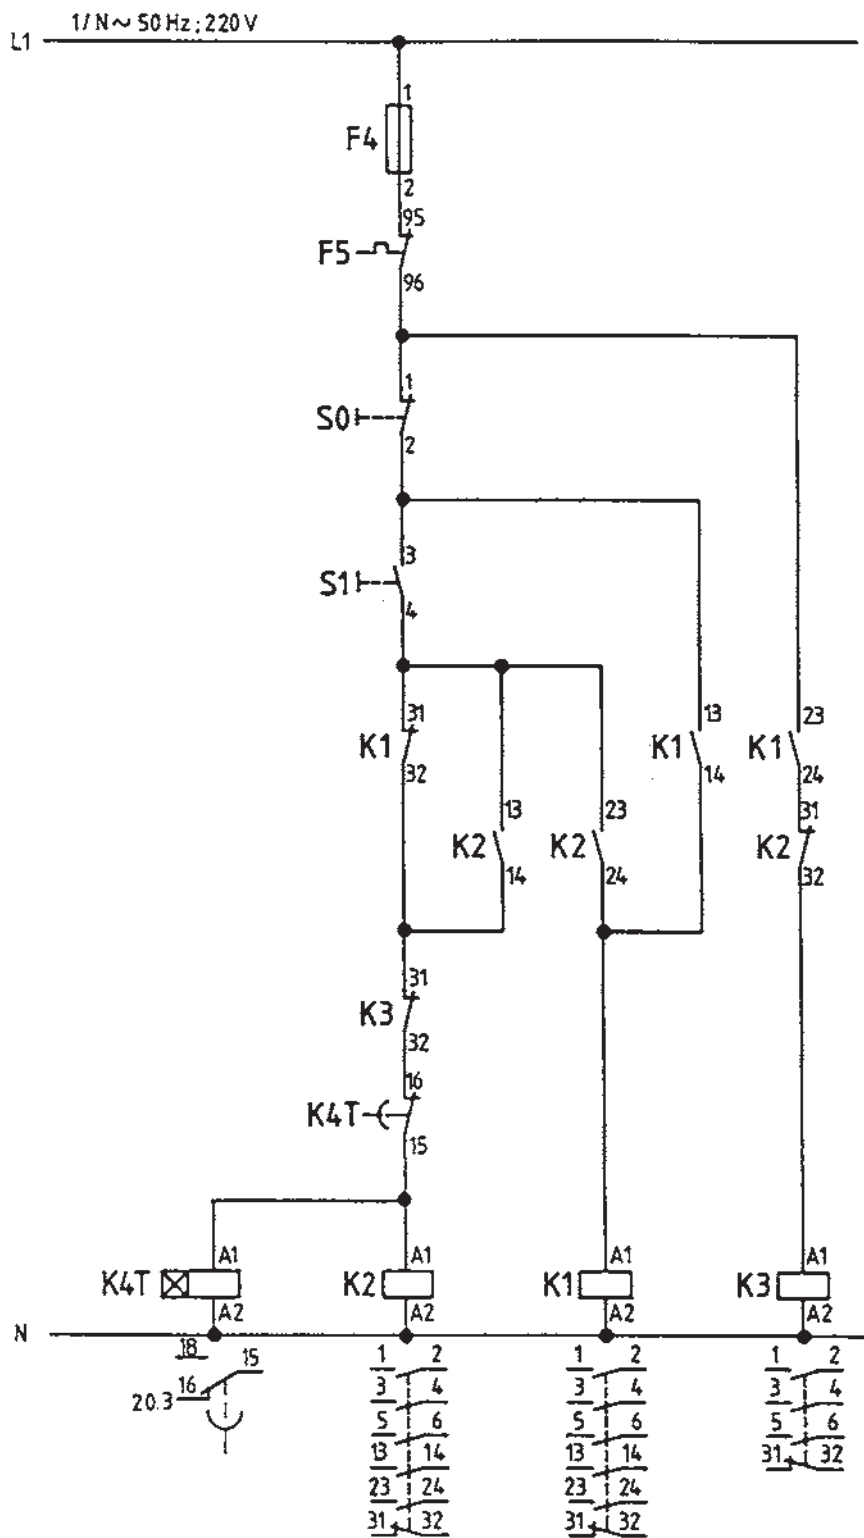 1/N~ 50Hz; 220V
L1
1
F4
2
95
F5
96
1
S0
2
3
S1
4
31 13 23
K1 K1 K1
32 14 24
13 23 31
K2 K2 K2
14 24 32
31
K3
32
16
K4T
15
A1 A1 A1 A1
K4T K2 K1 K3
A2 A2 A2 A2
N
18 15 1 2 1 2 1 2
16 3 4 3 4 3 4
20.3 5 6 5 6 5 6
13 14 13 14 31 32
23 24 23 24
31 32 31 32